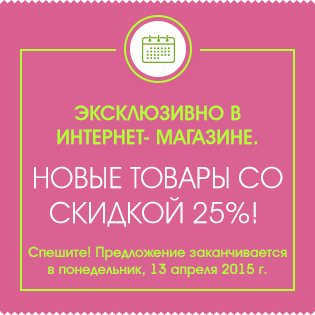 ЭКСКЛЮЗИВНО В
ИНТЕРНЕТ- МАГАЗИНЕ.
НОВЫЕ ТОВАРЫ СО
СКИДКОЙ 25%!
Спешите! Предложение заканчивается
в понедельник, 13 апреля 2015 г.